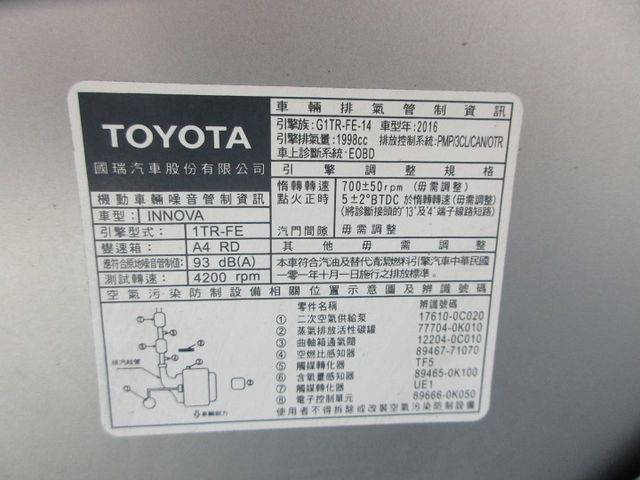 TOYOTA
國瑞汽車股份有限公司
機動車輛噪音管制資訊
車型: INNOVA
引擎型式: 1TR-FE
變速箱: A4 RD
應符合原地噪音管制值: 93 dB(A)
測試轉速: 4200 rpm
車輛排氣管制資訊
引擎族:G1TR-FE-14 車型年:2016
引擎排氣量:1998cc 排放控制系統:PMP/3CL/CAN/OTR
車上診斷系統:EOBD
引擎調整規格
惰轉轉速 700±50rpm (毋需調整)
點火正時 5±2°BTDC 於惰轉轉速(毋需調整)
(將診斷接頭的"13"及"4"端子線路短路)
汽門間隙 毋需調整
其他毋需調整
本車符合汽油及替代清潔燃料引擎汽車中華民國
一零一年十月一日施行之排放標準。
空氣污染防制設備相關位置示意圖及辨識號碼
零件名稱 辨識號碼
① 二次空氣供給泵 17610-0C020
② 蒸氣排放活性碳罐 77704-0K010
③ 曲軸箱通氣閥 12204-0C010
④ 空燃比感知器 89467-71070
⑤ 觸媒轉化器 TF5
⑥ 含氧量感知器 89465-0K100
⑦ 觸媒轉化器 UE1
⑧ 電子控制單元 89666-0K050
使用者不得拆除或改裝空氣污染防制設備